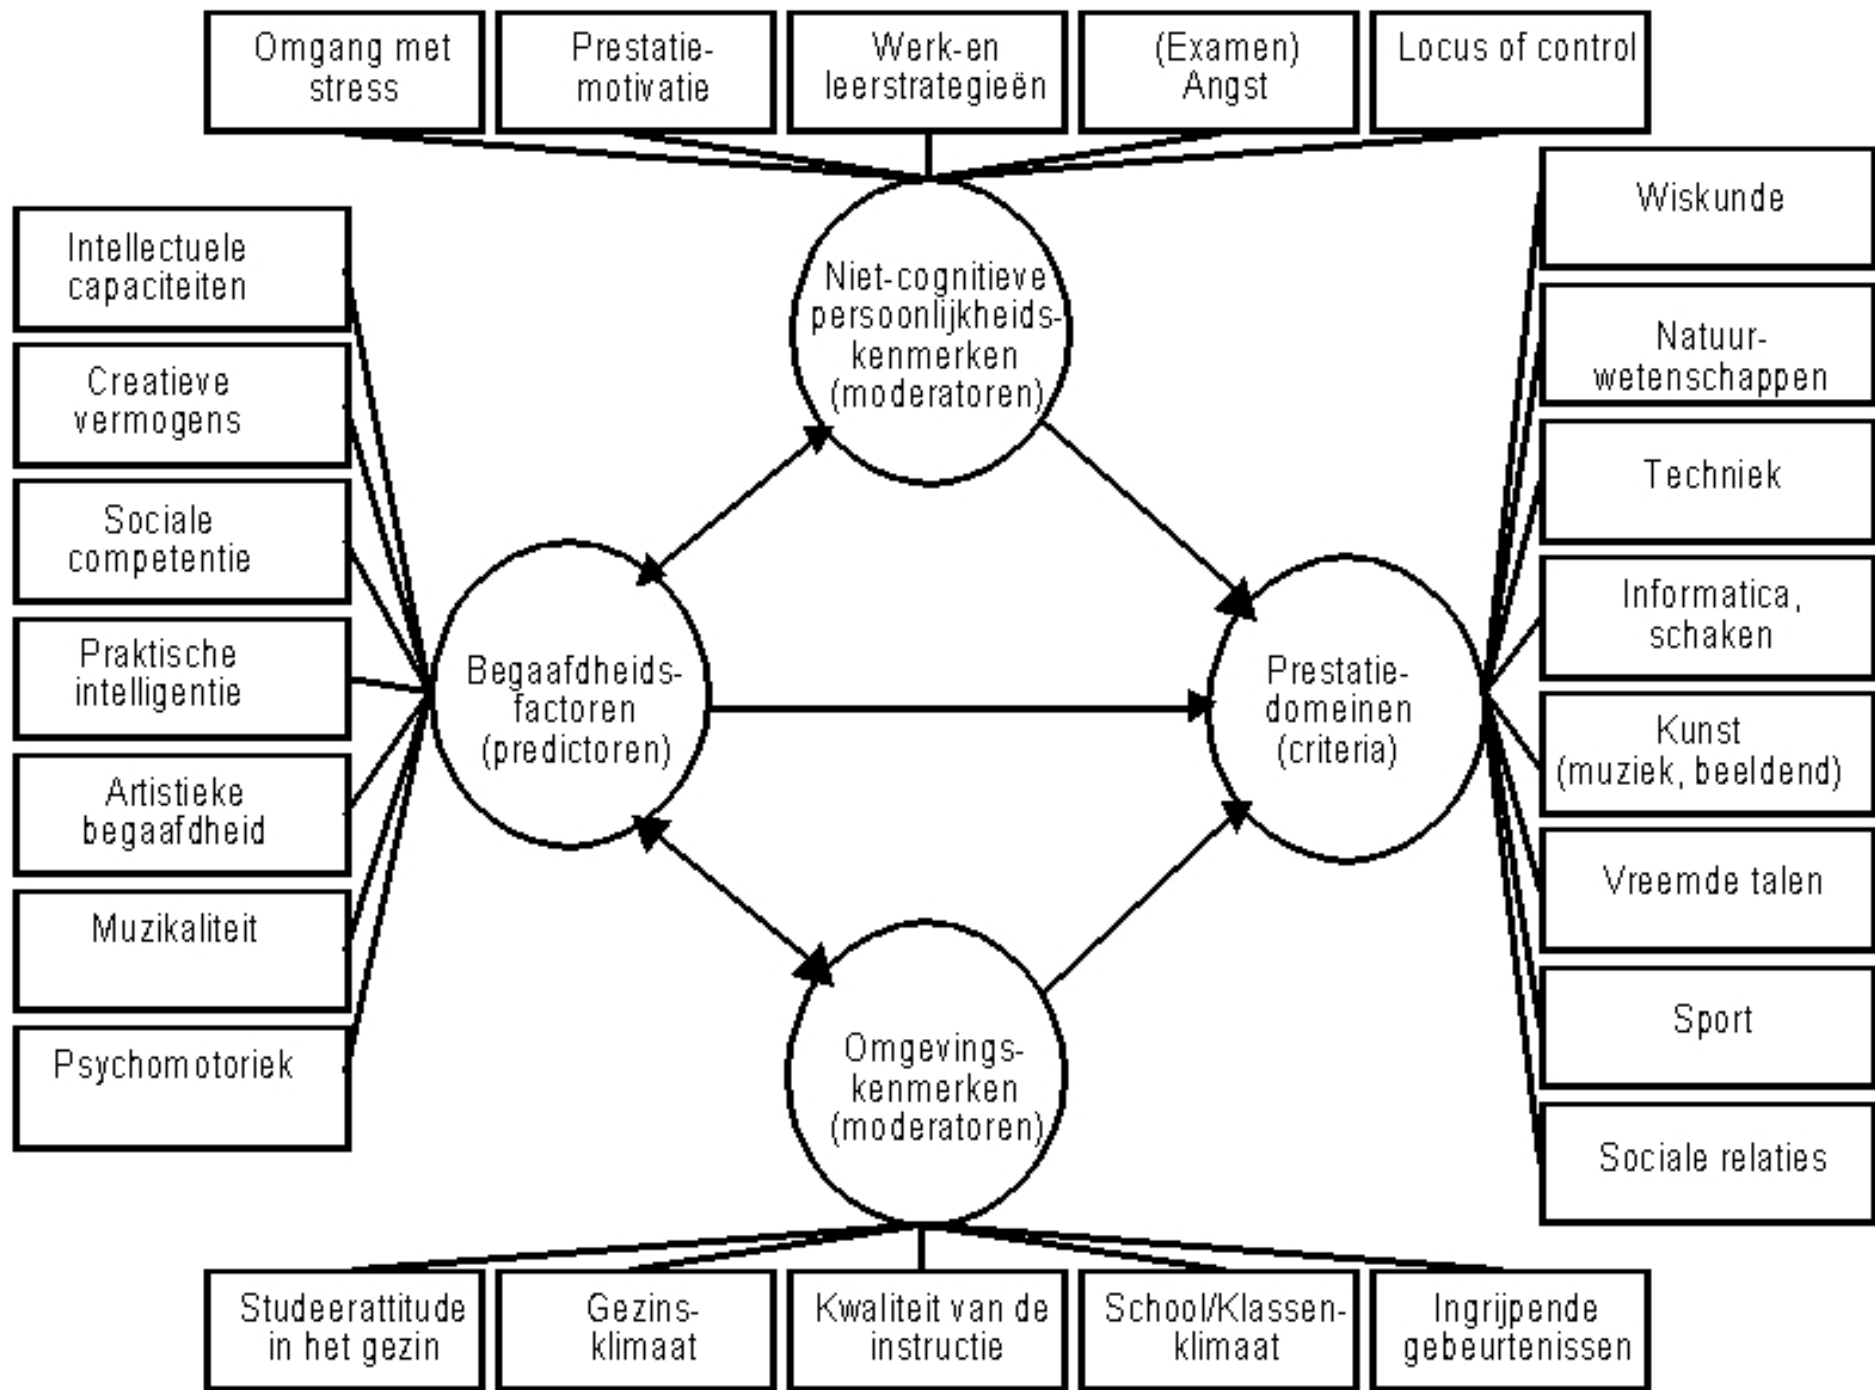 Omgang met
stress
Prestatie-
motivatie
Werk-en
leerstrategieën
(Examen)
Angst
Locus of control
Niet-cognitieve
persoonlijkheids-
kenmerken
(moderatoren)
Intellectuele
capaciteiten
Creatieve
vermogens
Sociale
competentie
Praktische
intelligentie
Artistieke
begaafdheid
Muzikaliteit
Psychomotoriek
Begaafdheids-
factoren
(predictoren)
Prestatie-
domeinen
(criteria)
Wiskunde
Natuur-
wetenschappen
Techniek
Informatica,
schaken
Kunst
(muziek, beeldend)
Vreemde talen
Sport
Sociale relaties
Omgevings-
kenmerken
(moderatoren)
Studeerattitude
in het gezin
Gezins-
klimaat
Kwaliteit van de
instructie
School/Klassen-
klimaat
Ingrijpende
gebeurtenissen